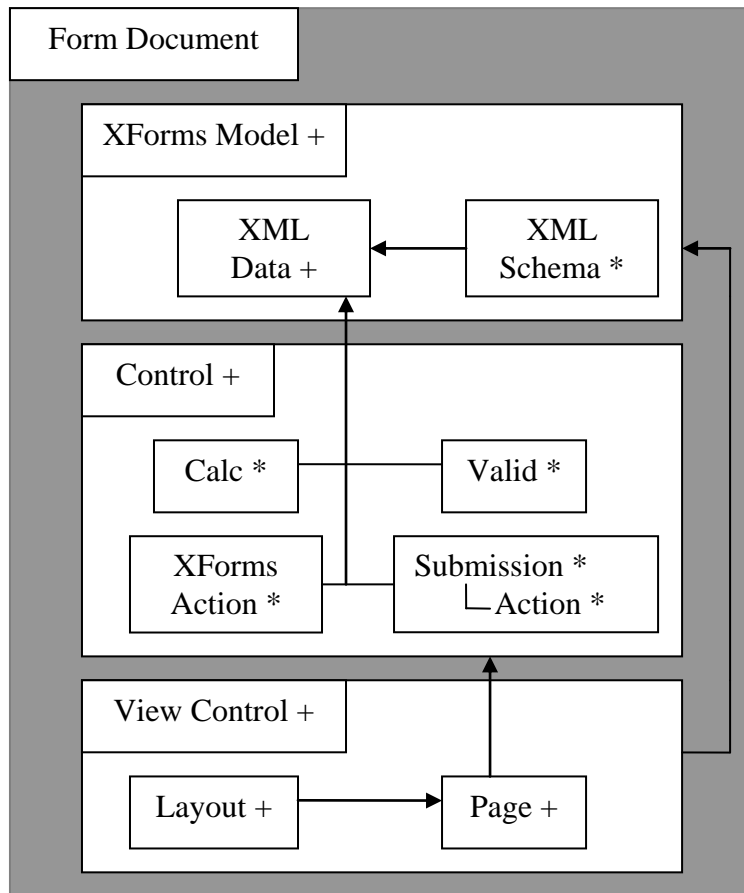 Form Document
XForms Model +
XML
Data +
XML
Schema *
Control +
Calc *
Valid *
XForms
Action *
Submission *
Action *
View Control +
Layout +
Page +